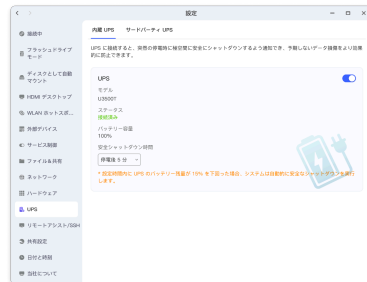 設定
接続中
フラッシュドライブ
モード
ディスクとして自動
マウント
HDMI デスクトップ
WLAN ホットスポ...
外部デバイス
サービス制御
ファイル&共有
ネットワーク
ハードウェア
UPS
リモートアシスト/SSH
共有設定
日付と時刻
当社について
内蔵 UPS
サードパーティ UPS
UPS に接続すると、突然の停電時に極空間に安全にシャットダウンするよう通知でき、予期しないデータ損傷をより効果
的に防止できます。
UPS
モデル
U3500T
ステータス
接続済み
バッテリー容量
100%
安全シャットダウン時間
停電後 5 分
* 設定時間内に UPS のバッテリー残量が 15% を下回った場合、システムは自動的に安全なシャットダウンを実行
します。